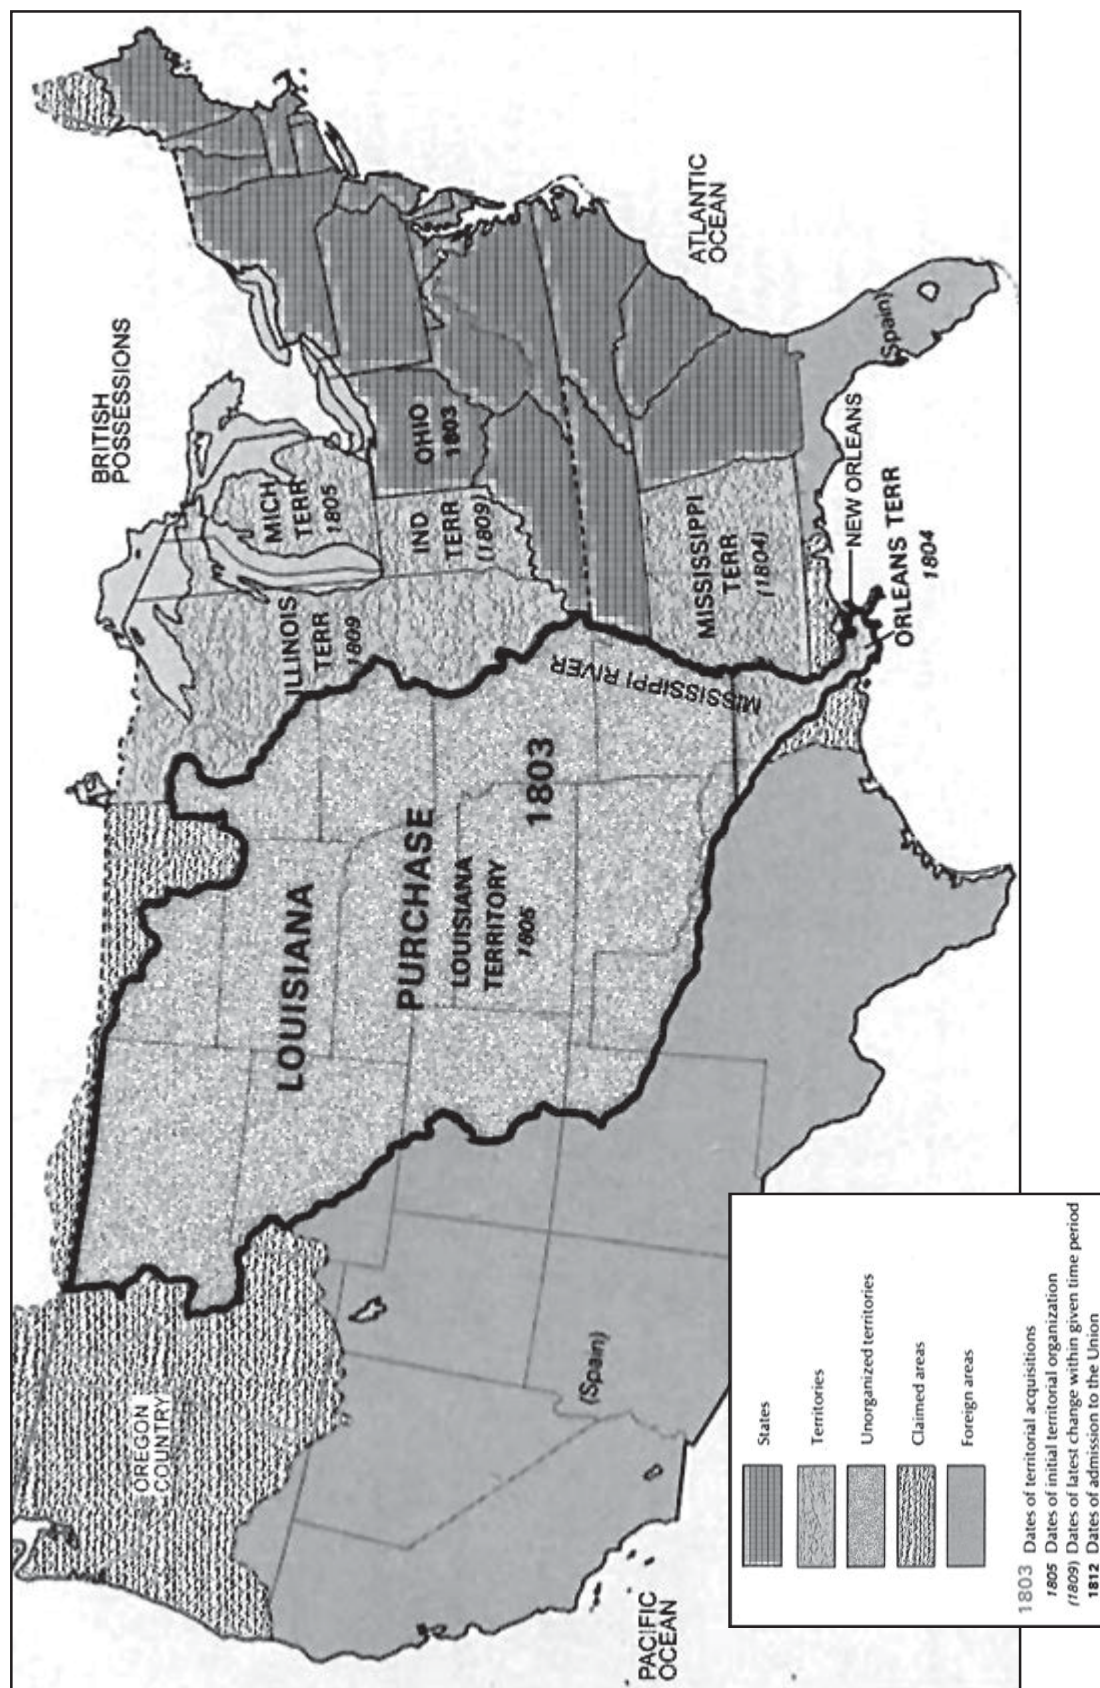 BRITISH
POSSESSIONS
OREGON
COUNTRY
LOUISIANA
PURCHASE
1803
LOUISIANA
TERRITORY
1805
ILLINOIS
TERR
1809
MICH
TERR
1805
IND
TERR
(1809)
OHIO
1803
MISSISSIPPI RIVER
MISSISSIPPI
TERR
(1804)
NEW ORLEANS
ORLEANS TERR
1804
(Spain)
(Spain)
ATLANTIC
OCEAN
PACIFIC
OCEAN
States
Territories
Unorganized territories
Claimed areas
Foreign areas
1803 Dates of territorial acquisitions
1805 Dates of initial territorial organization
(1809) Dates of latest change within given time period
1812 Dates of admission to the Union